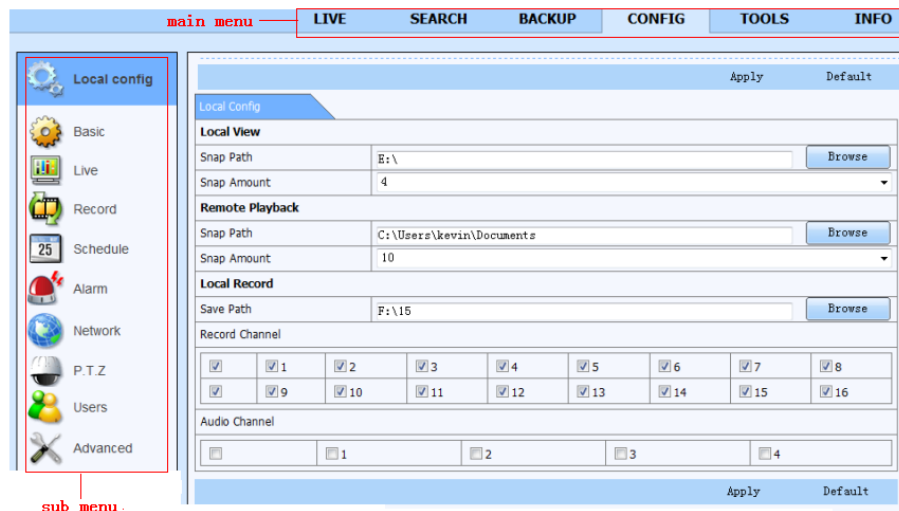 main menu
LIVE SEARCH BACKUP CONFIG TOOLS INFO
Local config
Basic
Live
Record
25
Schedule
Alarm
Network
P.T.Z
Users
Advanced
sub menu
Apply Default
Local Config
Local View
Snap Path E:\ Browse
Snap Amount 4
Remote Playback
Snap Path C:\Users\kevin\Documents Browse
Snap Amount 10
Local Record
Save Path F:\15 Browse
Record Channel
1 2 3 4 5 6 7 8
9 10 11 12 13 14 15 16
Audio Channel
1 2 3 4
Apply Default